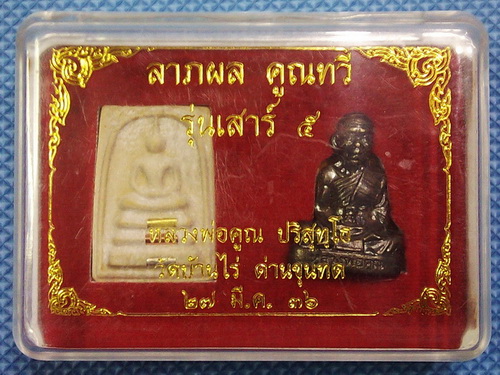 ลาภผล คูณทวี
รุ่นเสาร์ ๕
หลวงพ่อคูณ ปริสุทฺโธ
วัดบ้านไร่ ด่านขุนทด
๒๗ มี.ค. ๓๖